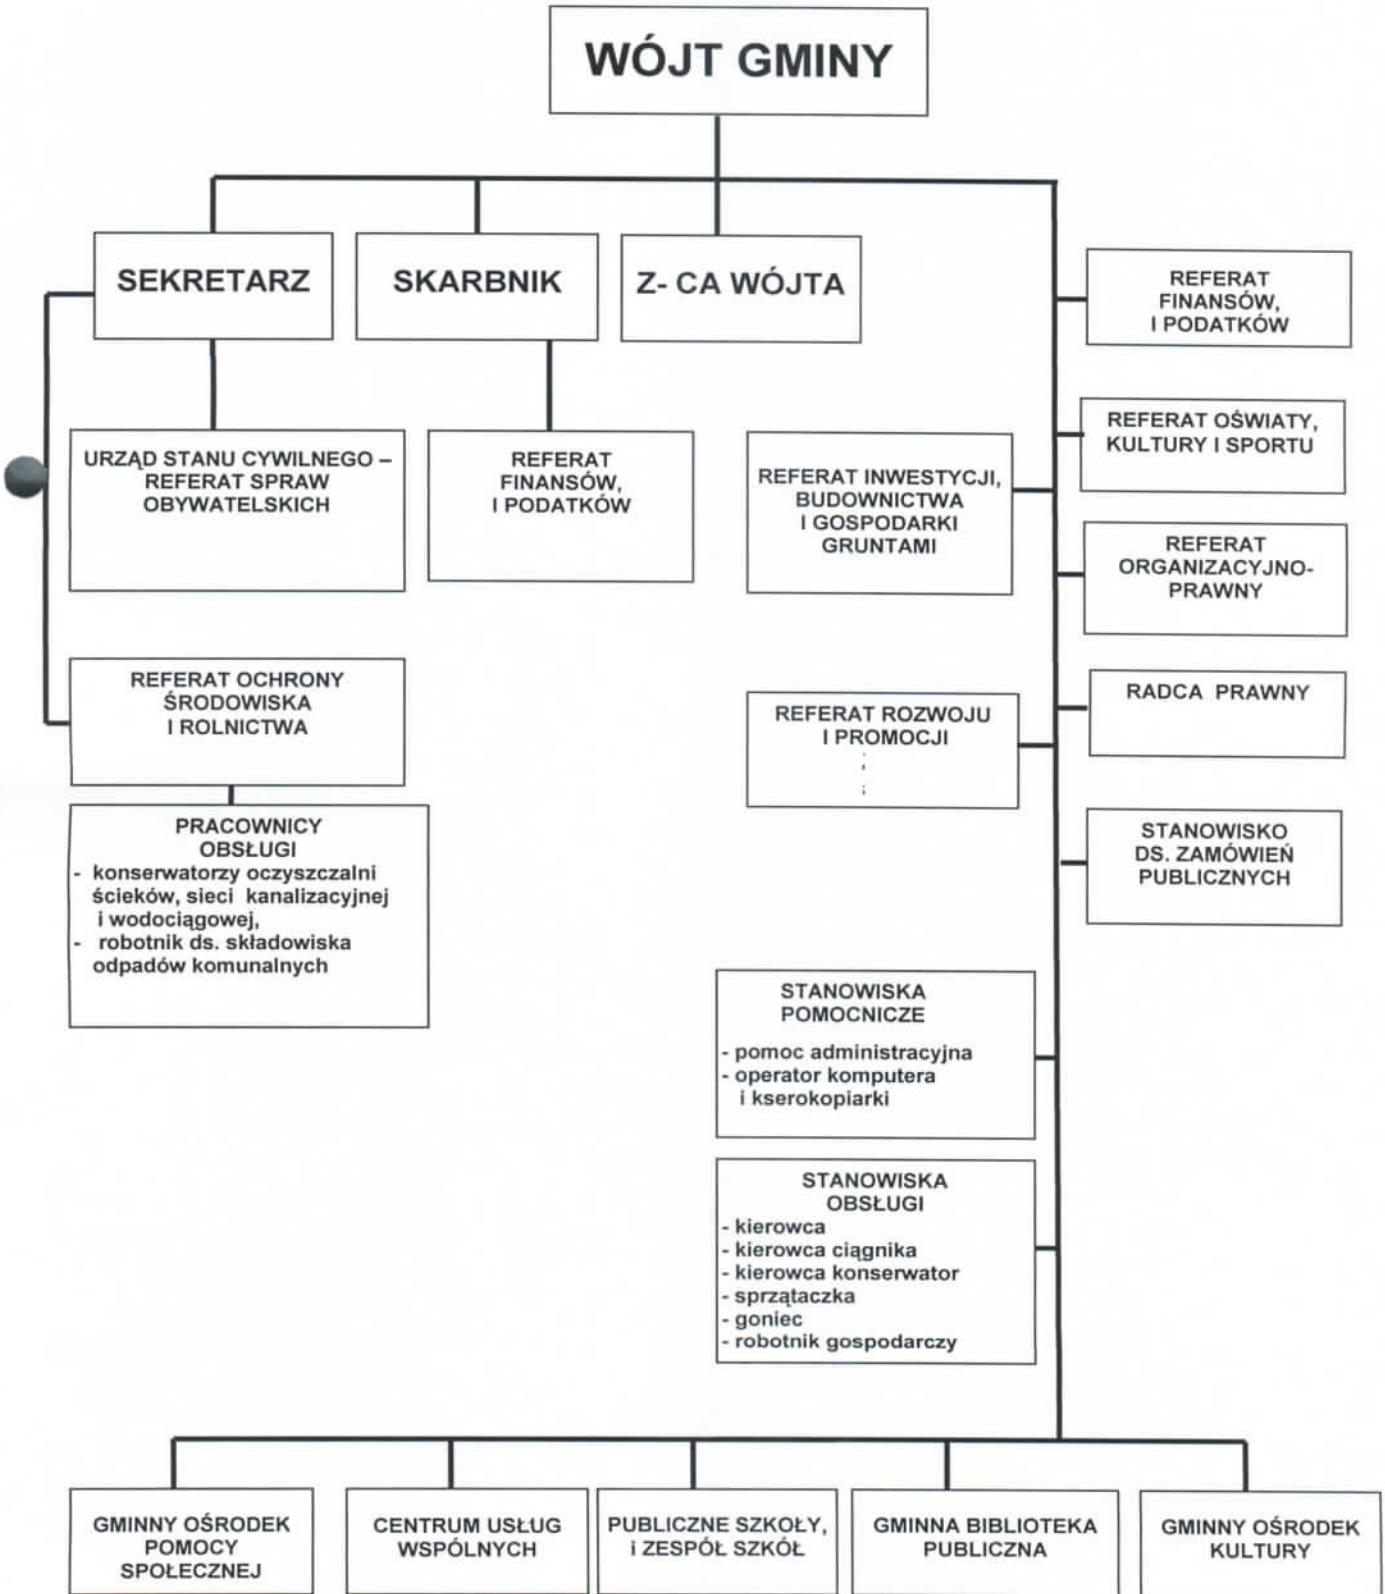 WÓJT GMINY
SEKRETARZ
SKARBNIK
Z- CA WÓJTA
REFERAT
FINANSÓW,
I PODATKÓW
REFERAT OŚWIATY,
KULTURY I SPORTU
URZĄD STANU CYWILNEGO –
REFERAT SPRAW
OBYWATELSKICH
REFERAT
FINANSÓW,
I PODATKÓW
REFERAT INWESTYCJI,
BUDOWNICTWA
I GOSPODARKI
GRUNTAMI
REFERAT
ORGANIZACYJNO-
PRAWNY
REFERAT OCHRONY
ŚRODOWISKA
I ROLNICTWA
REFERAT ROZWOJU
I PROMOCJI
RADCA PRAWNY
PRACOWNICY
OBSŁUGI
- konserwatorzy oczyszczalni
ścieków, sieci kanalizacyjnej
i wodociągowej,
- robotnik ds. składowiska
odpadów komunalnych
STANOWISKO
DS. ZAMÓWIEŃ
PUBLICZNYCH
STANOWISKA
POMOCNICZE
- pomoc administracyjna
- operator komputera
i kserokopiarki
STANOWISKA
OBSŁUGI
- kierowca
- kierowca ciągnika
- kierowca konserwator
- sprzątaczka
- goniec
- robotnik gospodarczy
GMINNY OŚRODEK
POMOCY
SPOŁECZNEJ
CENTRUM USŁUG
WSPÓLNYCH
PUBLICZNE SZKOŁY,
i ZESPÓŁ SZKÓŁ
GMINNA BIBLIOTEKA
PUBLICZNA
GMINNY OŚRODEK
KULTURY